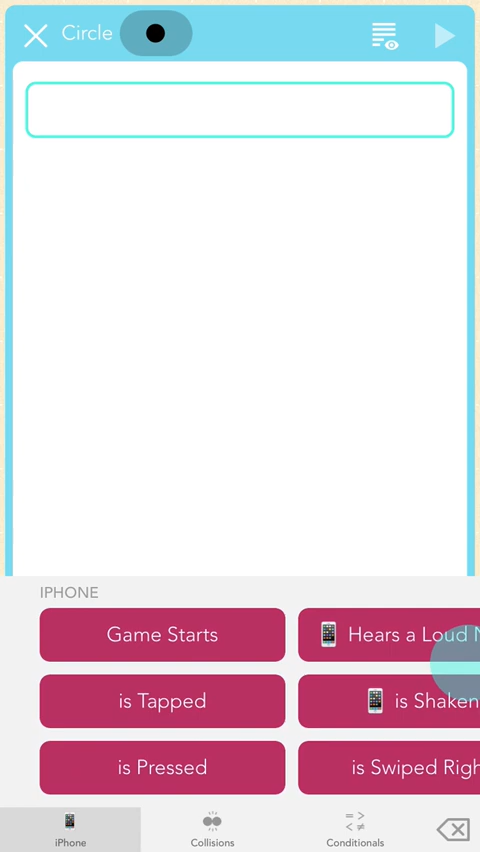 Circle
IPHONE
Game Starts
Hears a Loud
is Tapped
is Shaken
is Pressed
is Swiped Righ
iPhone
Collisions
Conditionals